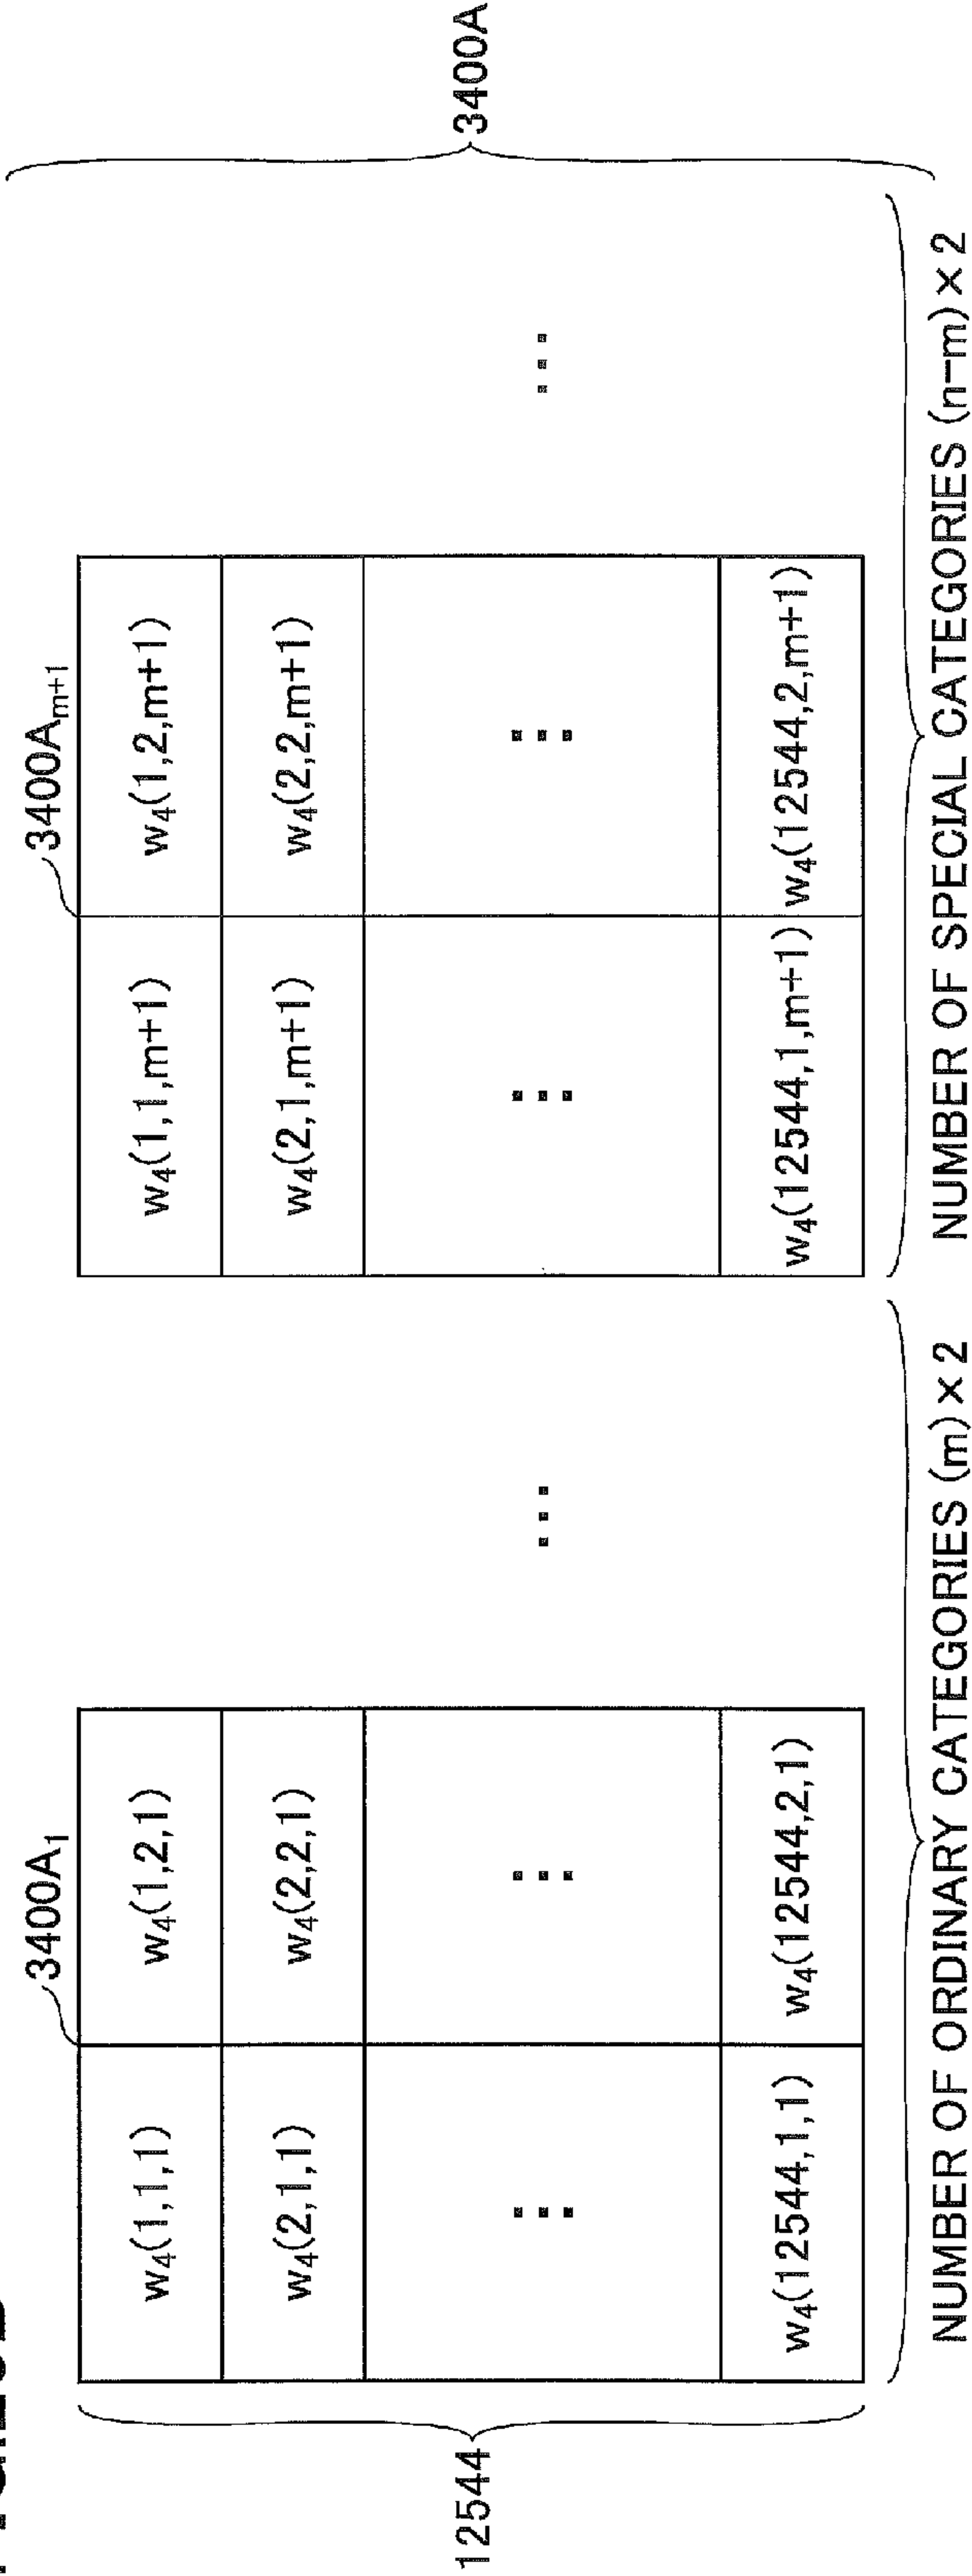 3400A
3400A1 3400Am+1
w4(1,1,1) w4(1,2,1) w4(1,1,m+1) w4(1,2,m+1)
w4(2,1,1) w4(2,2,1) w4(2,1,m+1) w4(2,2,m+1)
12544
w4(12544,1,1) w4(12544,2,1) w4(12544,1,m+1) w4(12544,2,m+1)
NUMBER OF ORDINARY CATEGORIES (m) × 2 NUMBER OF SPECIAL CATEGORIES (n-m) × 2